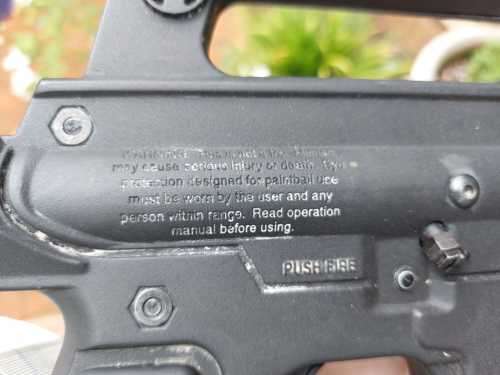 may cause serious injury or death. Eye
protection designed for paintball use
must be worn by the user and any
person within range. Read operation
manual before using.
PUSH FIRE